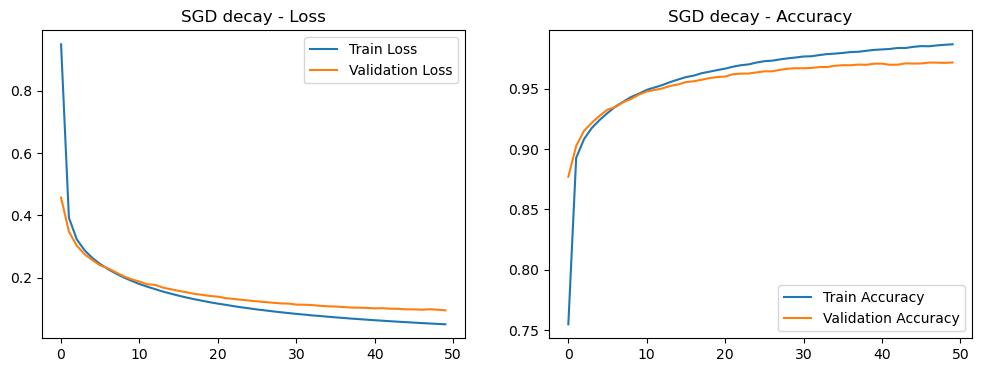 SGD decay - Loss
Train Loss
Validation Loss
0.8
0.6
0.4
0.2
0 10 20 30 40 50
SGD decay - Accuracy
0.95
0.90
0.85
0.80
0.75
Train Accuracy
Validation Accuracy
0 10 20 30 40 50